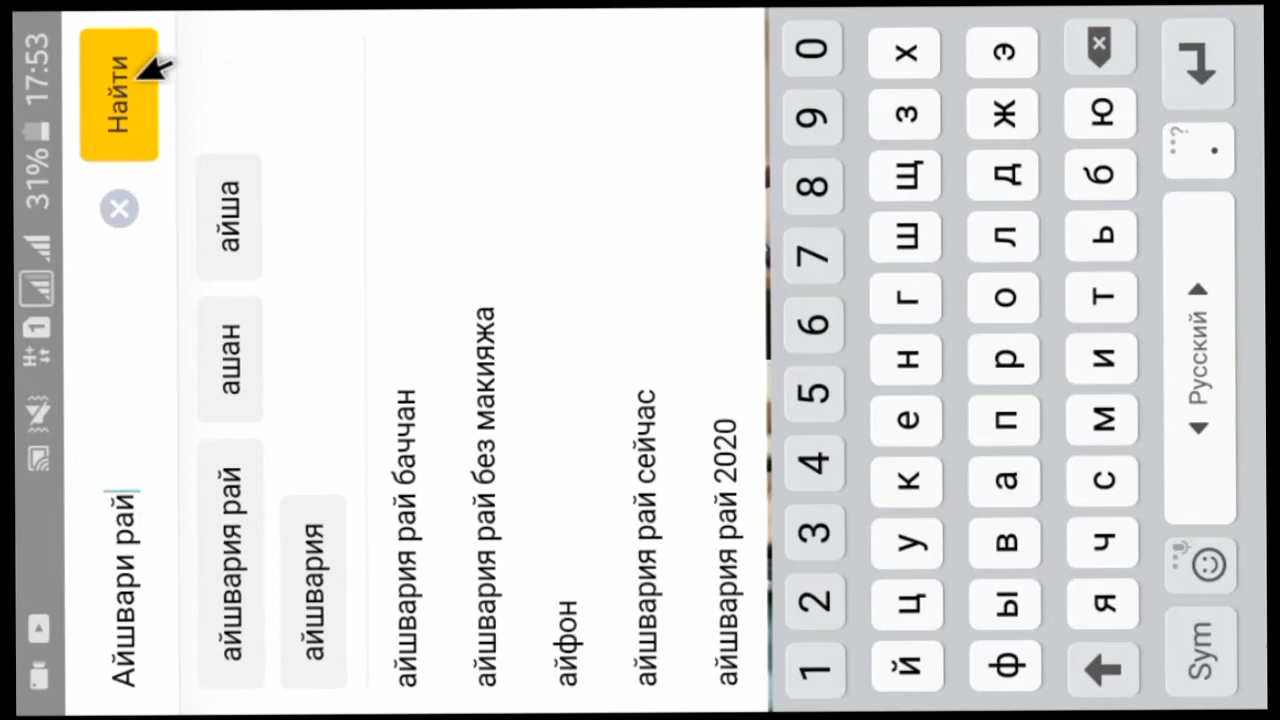 H+ 1 31% 17:53
Айшвари рай Найти
айшвария рай ашан айша
айшвария
айшвария рай баччан
айшвария рай без макияжа
айфон
айшвария рай сейчас
айшвария рай 2020
1 2 3 4 5 6 7 8 9 0
й ц у к е н г ш щ з х
ф ы в а п р о л д ж э
я ч с м и т ь б ю
Sym Русский . ?